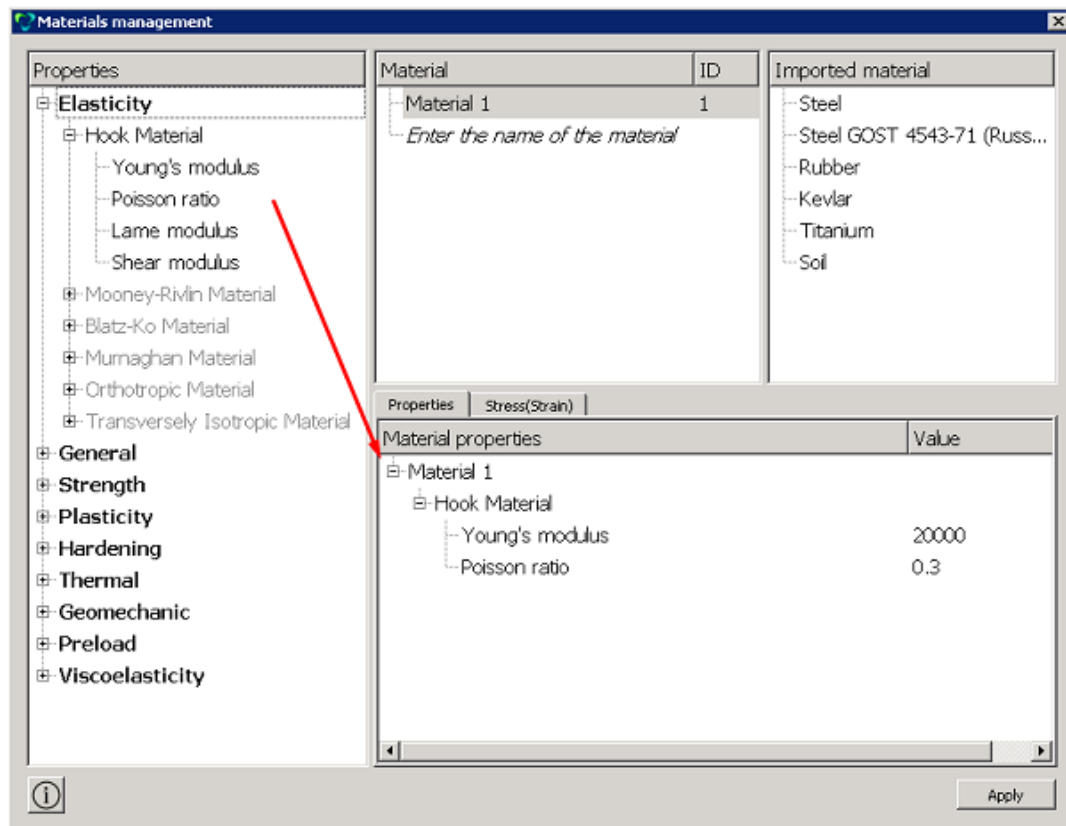 Materials management
Properties
Elasticity
Hook Material
Young's modulus
Poisson ratio
Lame modulus
Shear modulus
Mooney-Rivlin Material
Blatz-Ko Material
Murnaghan Material
Orthotropic Material
Transversely Isotropic Material
General
Strength
Plasticity
Hardening
Thermal
Geomechanic
Preload
Viscoelasticity
Material ID
Material 1 1
Enter the name of the material
Imported material
Steel
Steel GOST 4543-71 (Russ...
Rubber
Kevlar
Titanium
Soil
Properties Stress(Strain)
Material properties Value
Material 1
Hook Material
Young's modulus 20000
Poisson ratio 0.3
Apply